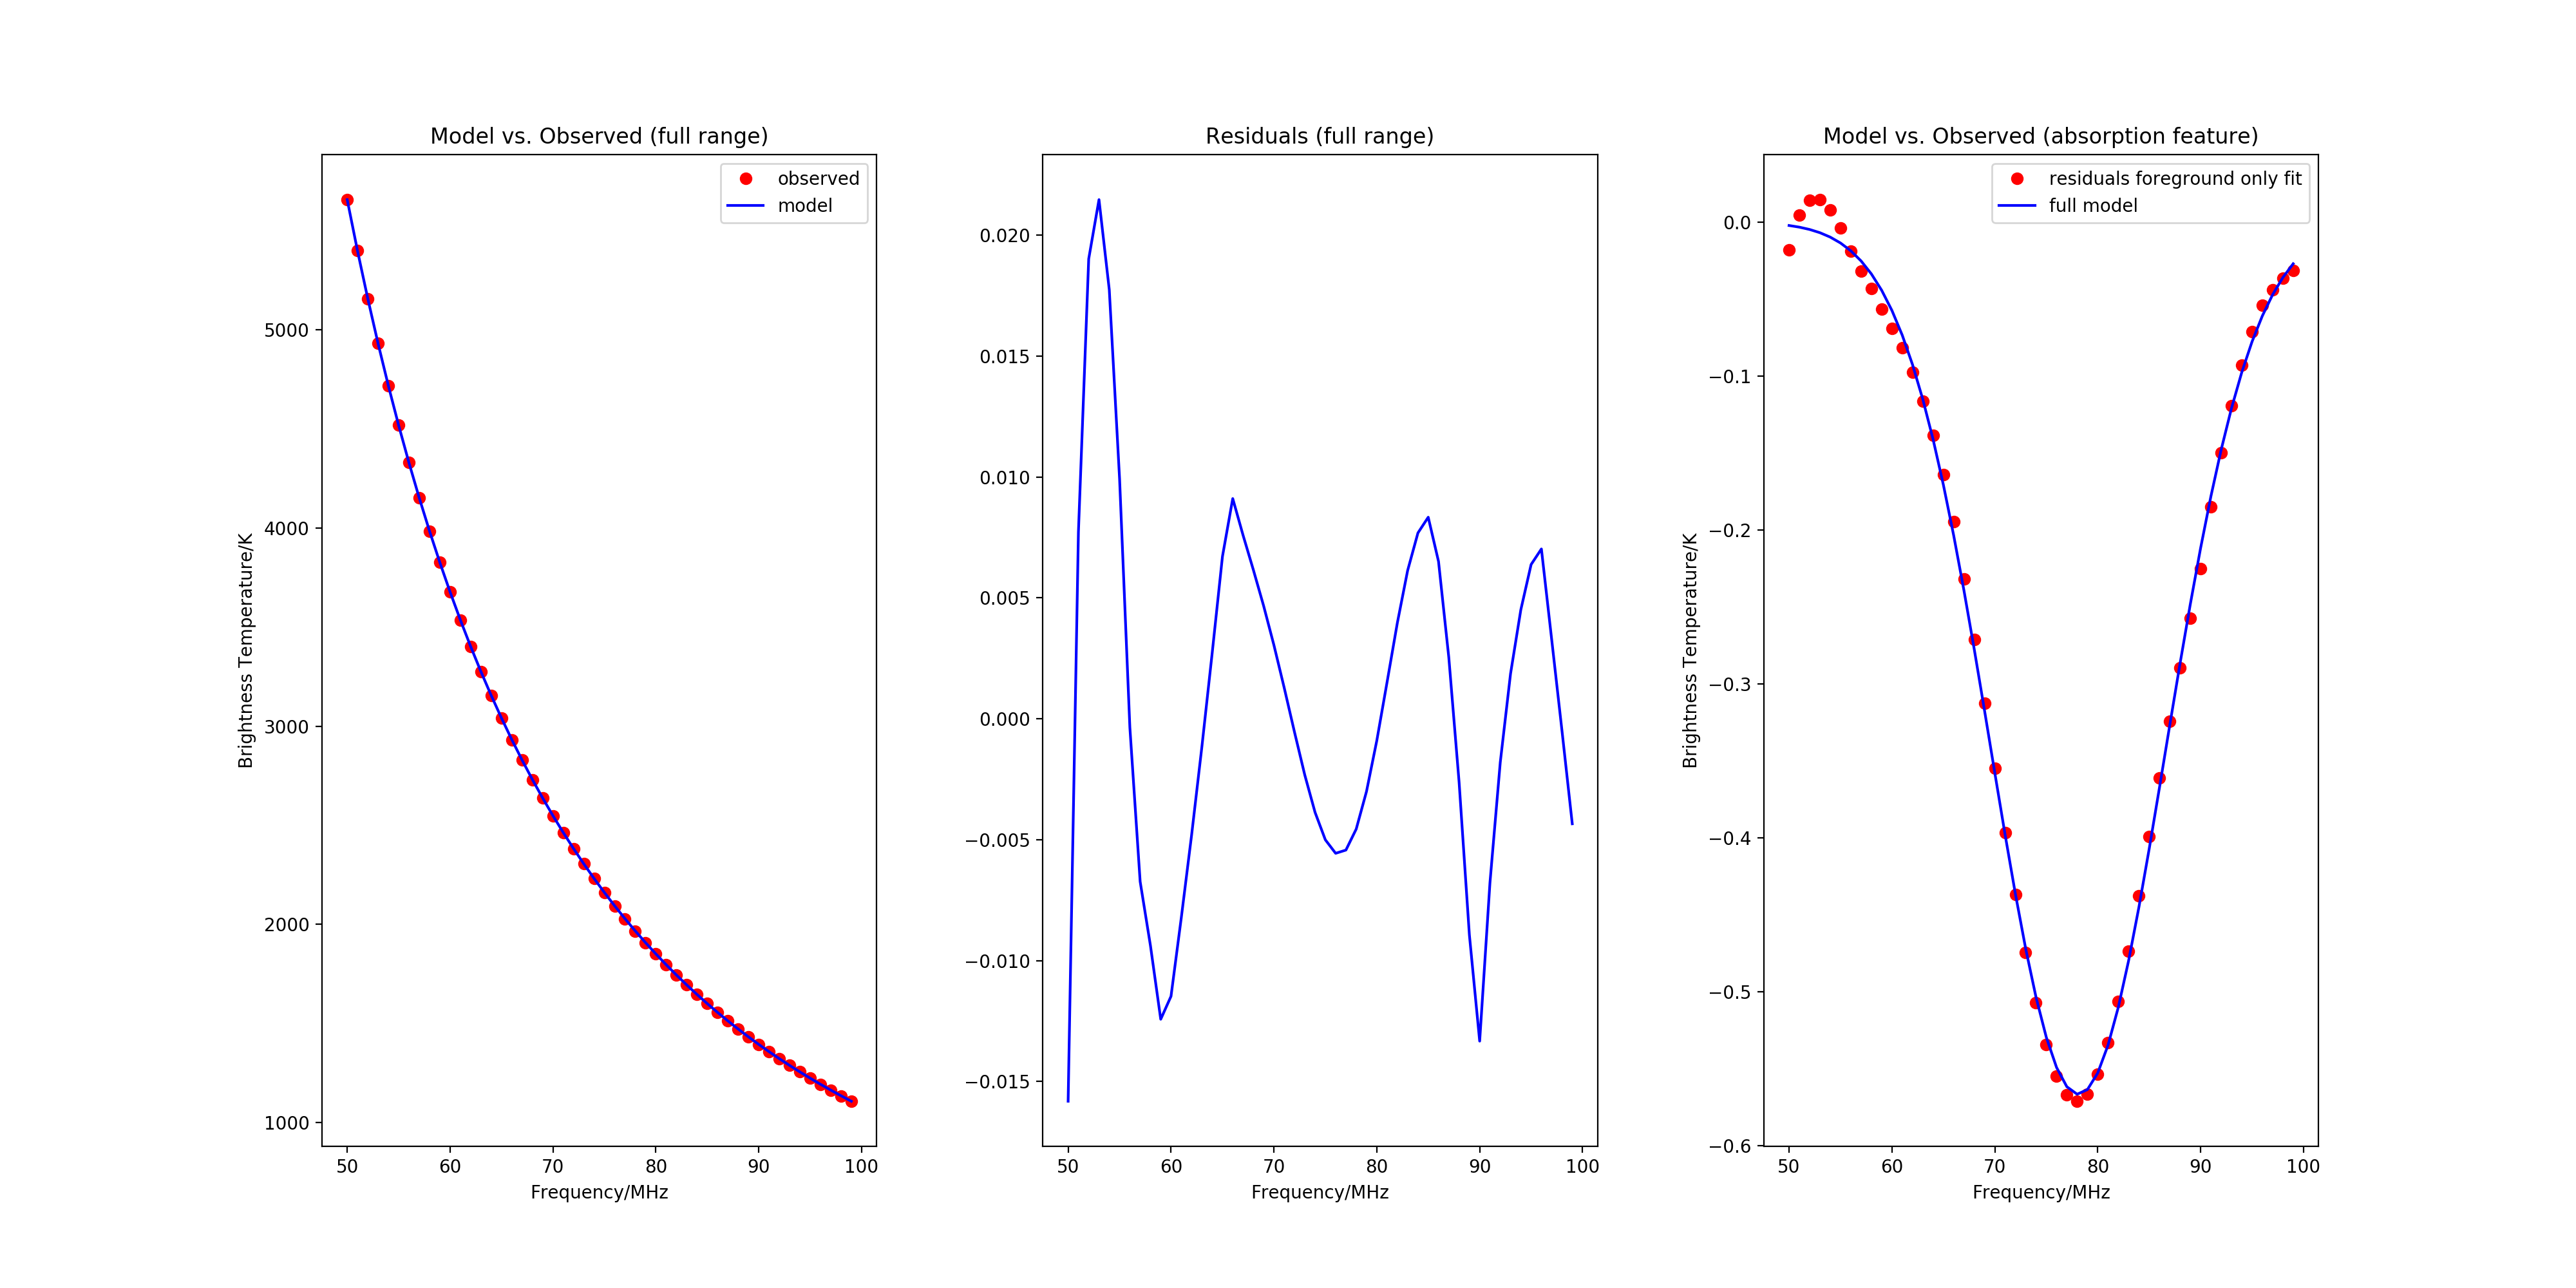 Model vs. Observed (full range)
observed
model
5000
4000
3000
2000
1000
Brightness Temperature/K
50 60 70 80 90 100
Frequency/MHz
Residuals (full range)
0.020
0.015
0.010
0.005
0.000
−0.005
−0.010
−0.015
50 60 70 80 90 100
Frequency/MHz
Model vs. Observed (absorption feature)
residuals foreground only fit
full model
0.0
−0.1
−0.2
−0.3
−0.4
−0.5
−0.6
Brightness Temperature/K
50 60 70 80 90 100
Frequency/MHz